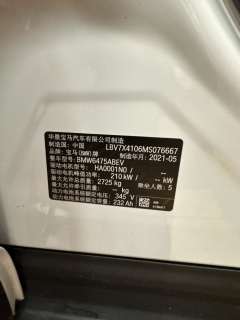 华晨宝马汽车有限公司制造
制造国: 中国 LBV7X4106MS076667
品牌: 宝马(BMW)牌 制造年月: 2021-05
整车型号: BMW6475ABEV
驱动电机型号: HA0001N0 / --
驱动电机峰值功率: 210 kW / -- kW
最大允许总质量: 2725 kg 乘坐人数: 5
动力电池系统额定电压: 345 V
动力电池系统额定容量: 232 Ah